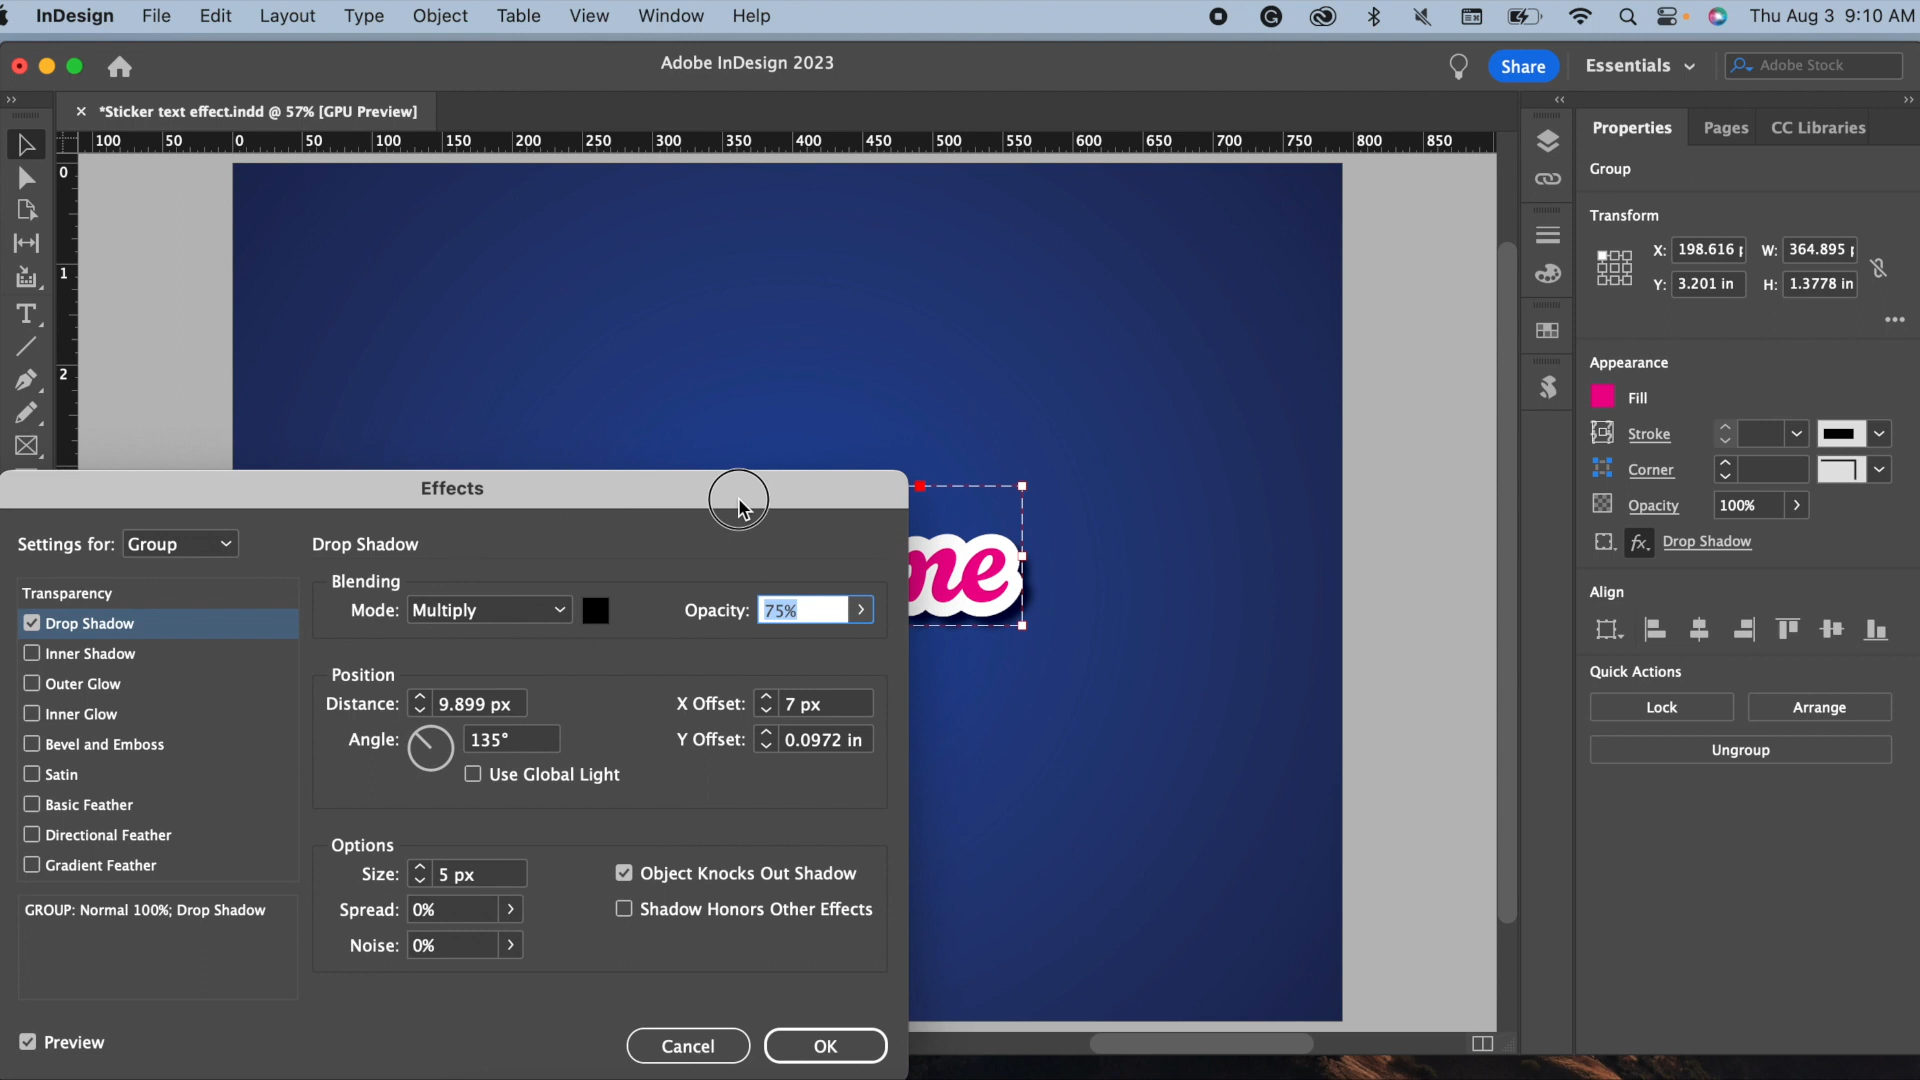 InDesign File Edit Layout Type Object Table View Window Help Thu Aug 3 9:10 AM
Adobe InDesign 2023 Share Essentials Adobe Stock
*Sticker text effect.indd @ 57% [GPU Preview]
100 50 0 50 100 150 200 250 300 350 400 450 500 550 600 650 700 750 800 850
0
1
2
me
Effects
Settings for: Group
Transparency
Drop Shadow
Inner Shadow
Outer Glow
Inner Glow
Bevel and Emboss
Satin
Basic Feather
Directional Feather
Gradient Feather
GROUP: Normal 100%; Drop Shadow
Preview
Drop Shadow
Blending
Mode: Multiply Opacity: 75%
Position
Distance: 9.899 px X Offset: 7 px
Angle: 135° Y Offset: 0.0972 in
Use Global Light
Options
Size: 5 px Object Knocks Out Shadow
Spread: 0% Shadow Honors Other Effects
Noise: 0%
Cancel OK
Properties Pages CC Libraries
Group
Transform
X: 198.616 W: 364.895
Y: 3.201 in H: 1.3778 in
Appearance
Fill
Stroke
Corner
Opacity 100%
fx. Drop Shadow
Align
Quick Actions
Lock Arrange
Ungroup